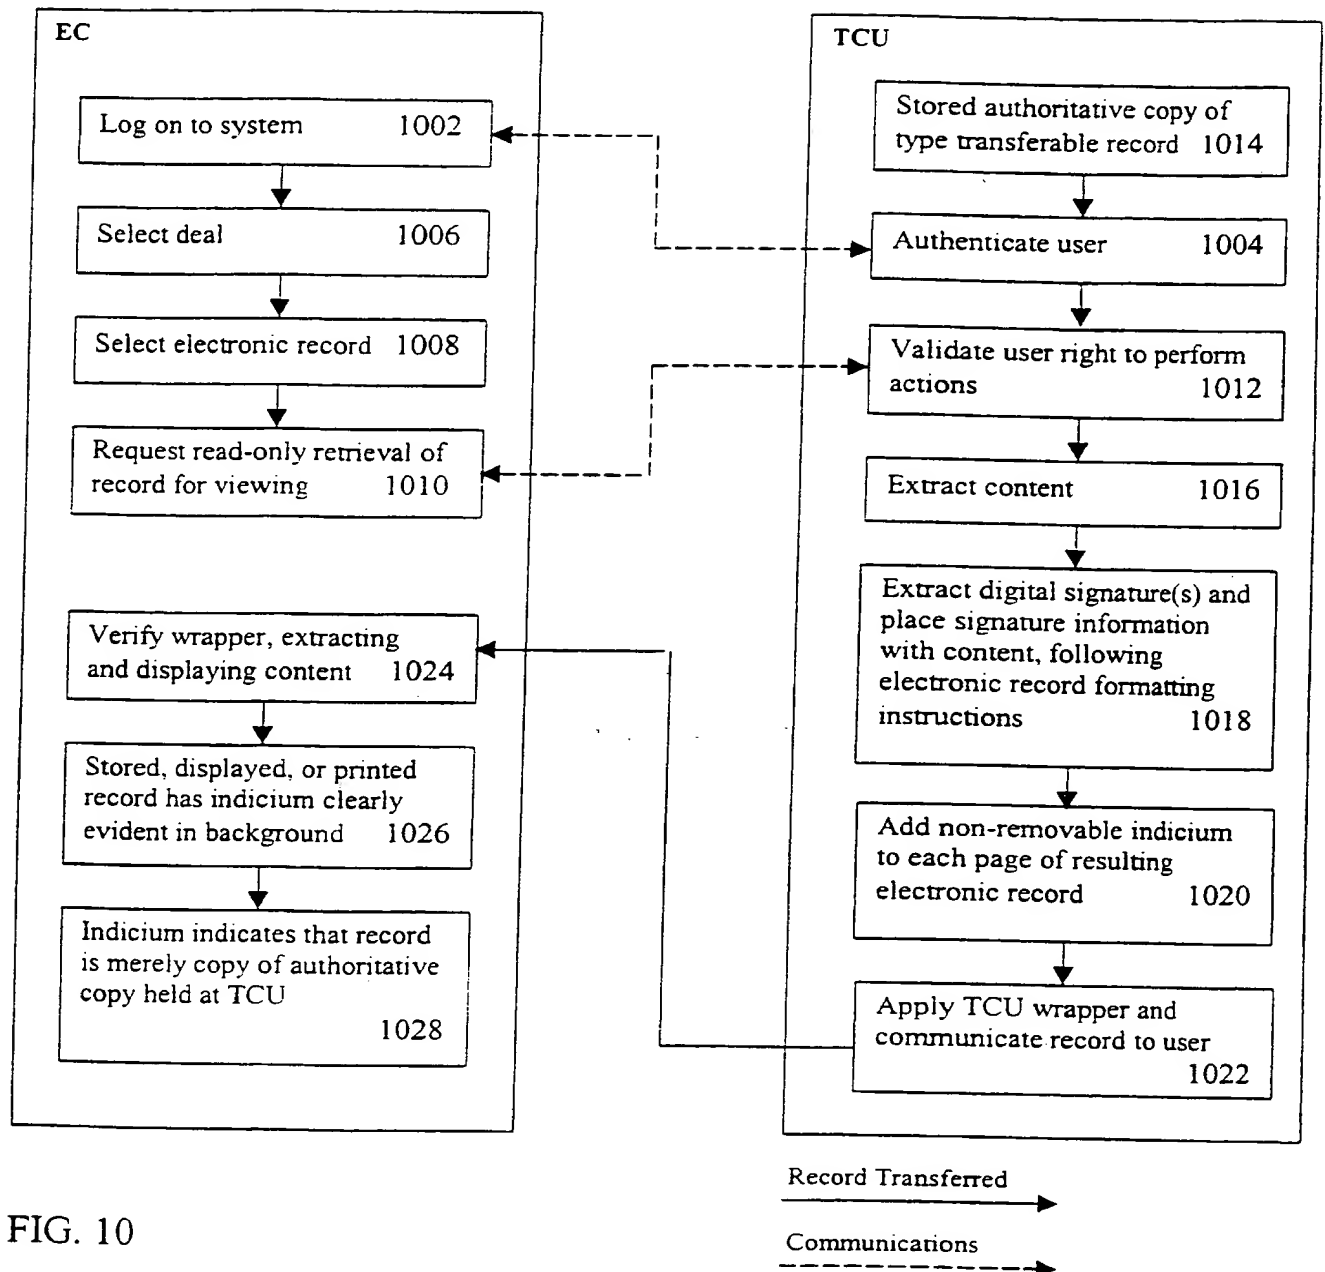 EC
Log on to system 1002
Select deal 1006
Select electronic record 1008
Request read-only retrieval of
record for viewing 1010
Verify wrapper, extracting
and displaying content 1024
Stored, displayed, or printed
record has indicium clearly
evident in background 1026
Indicium indicates that record
is merely copy of authoritative
copy held at TCU
1028
TCU
Stored authoritative copy of
type transferable record 1014
Authenticate user 1004
Validate user right to perform
actions 1012
Extract content 1016
Extract digital signature(s) and
place signature information
with content, following
electronic record formatting
instructions 1018
Add non-removable indicium
to each page of resulting
electronic record 1020
Apply TCU wrapper and
communicate record to user
1022
Record Transferred
Communications
FIG. 10